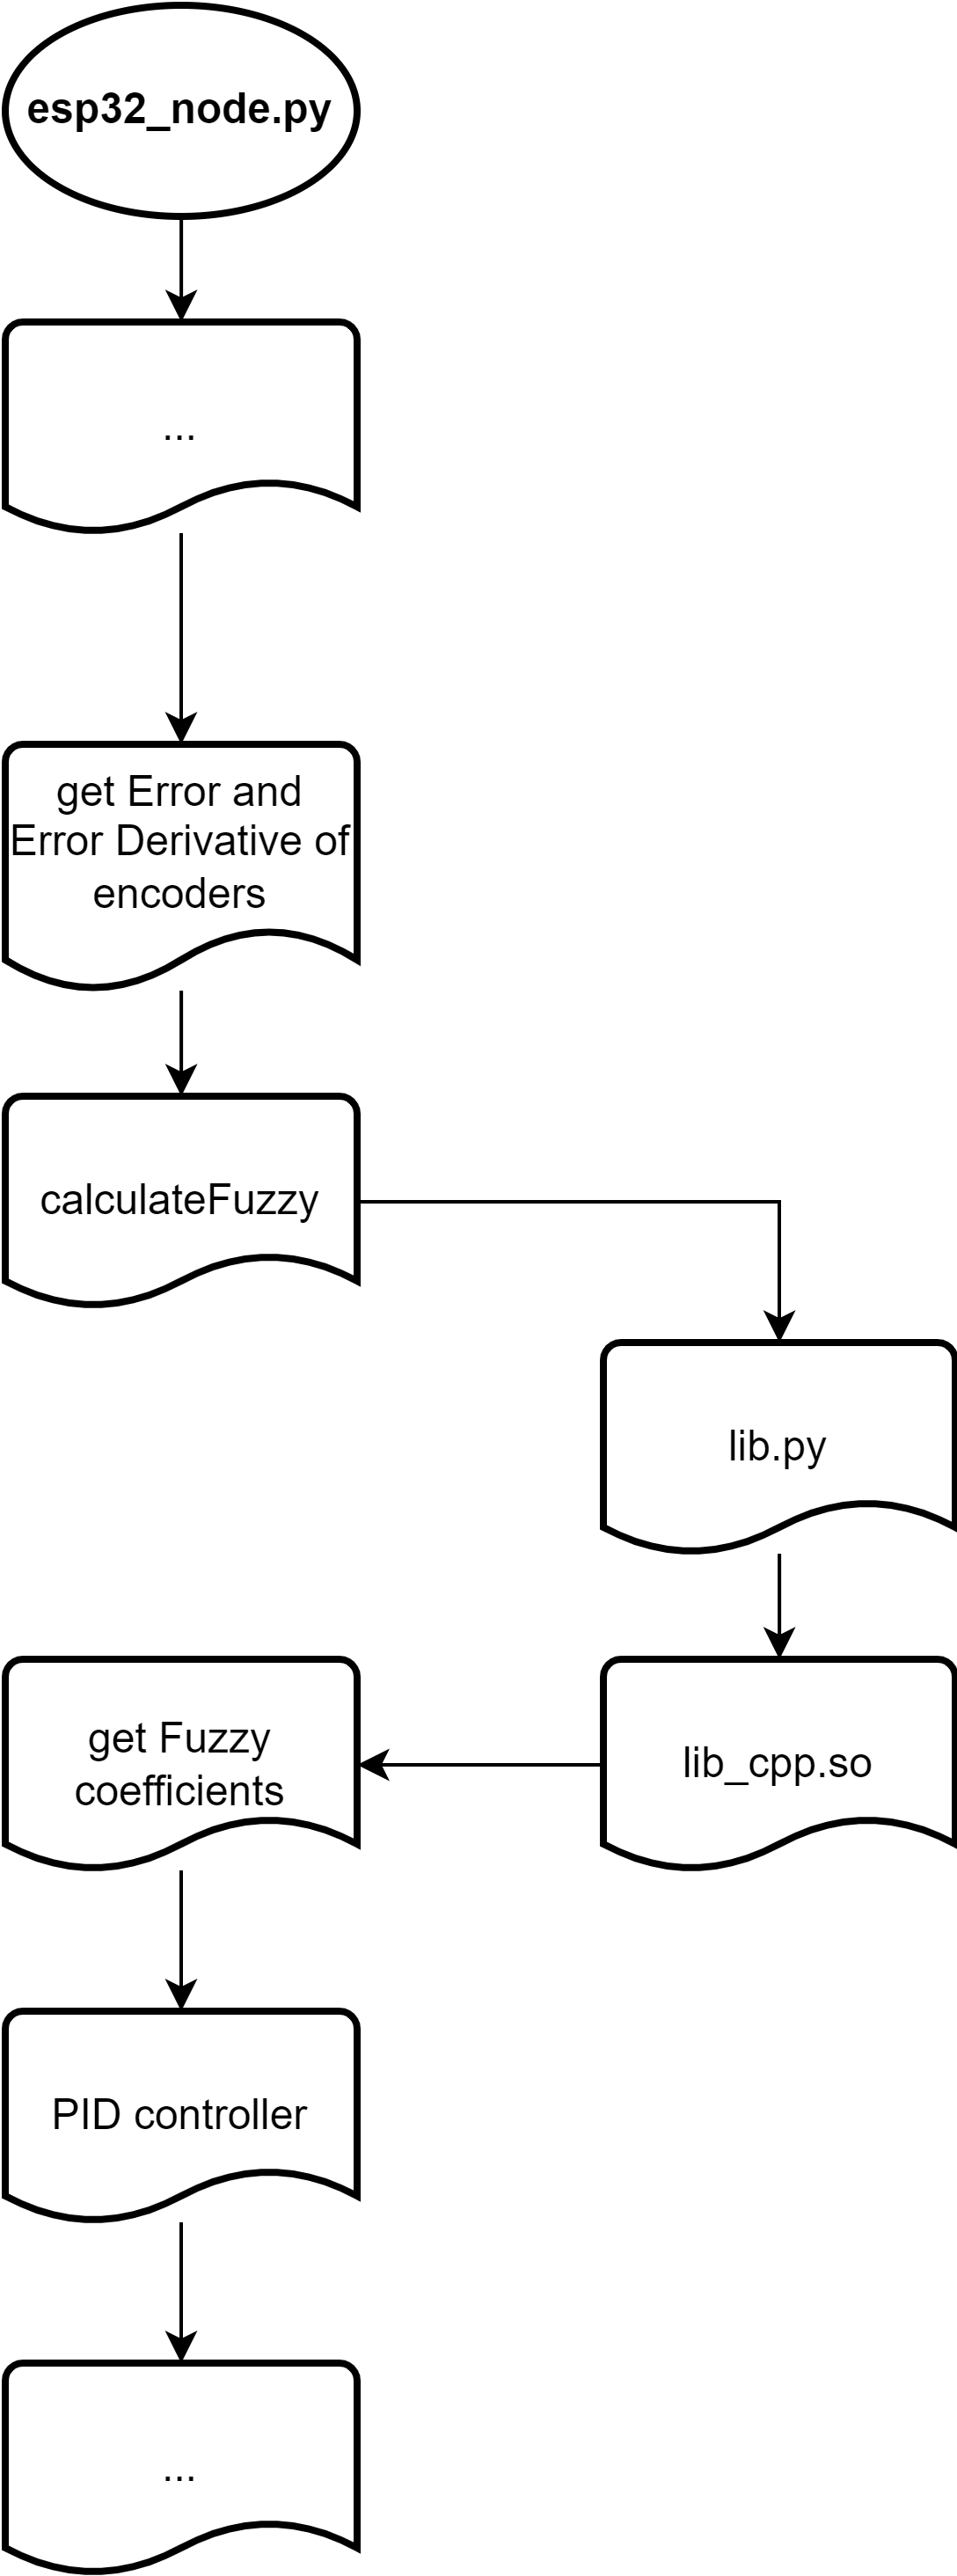 esp32_node.py
...
get Error and
Error Derivative of
encoders
calculateFuzzy
lib.py
lib_cpp.so
get Fuzzy
coefficients
PID controller
...